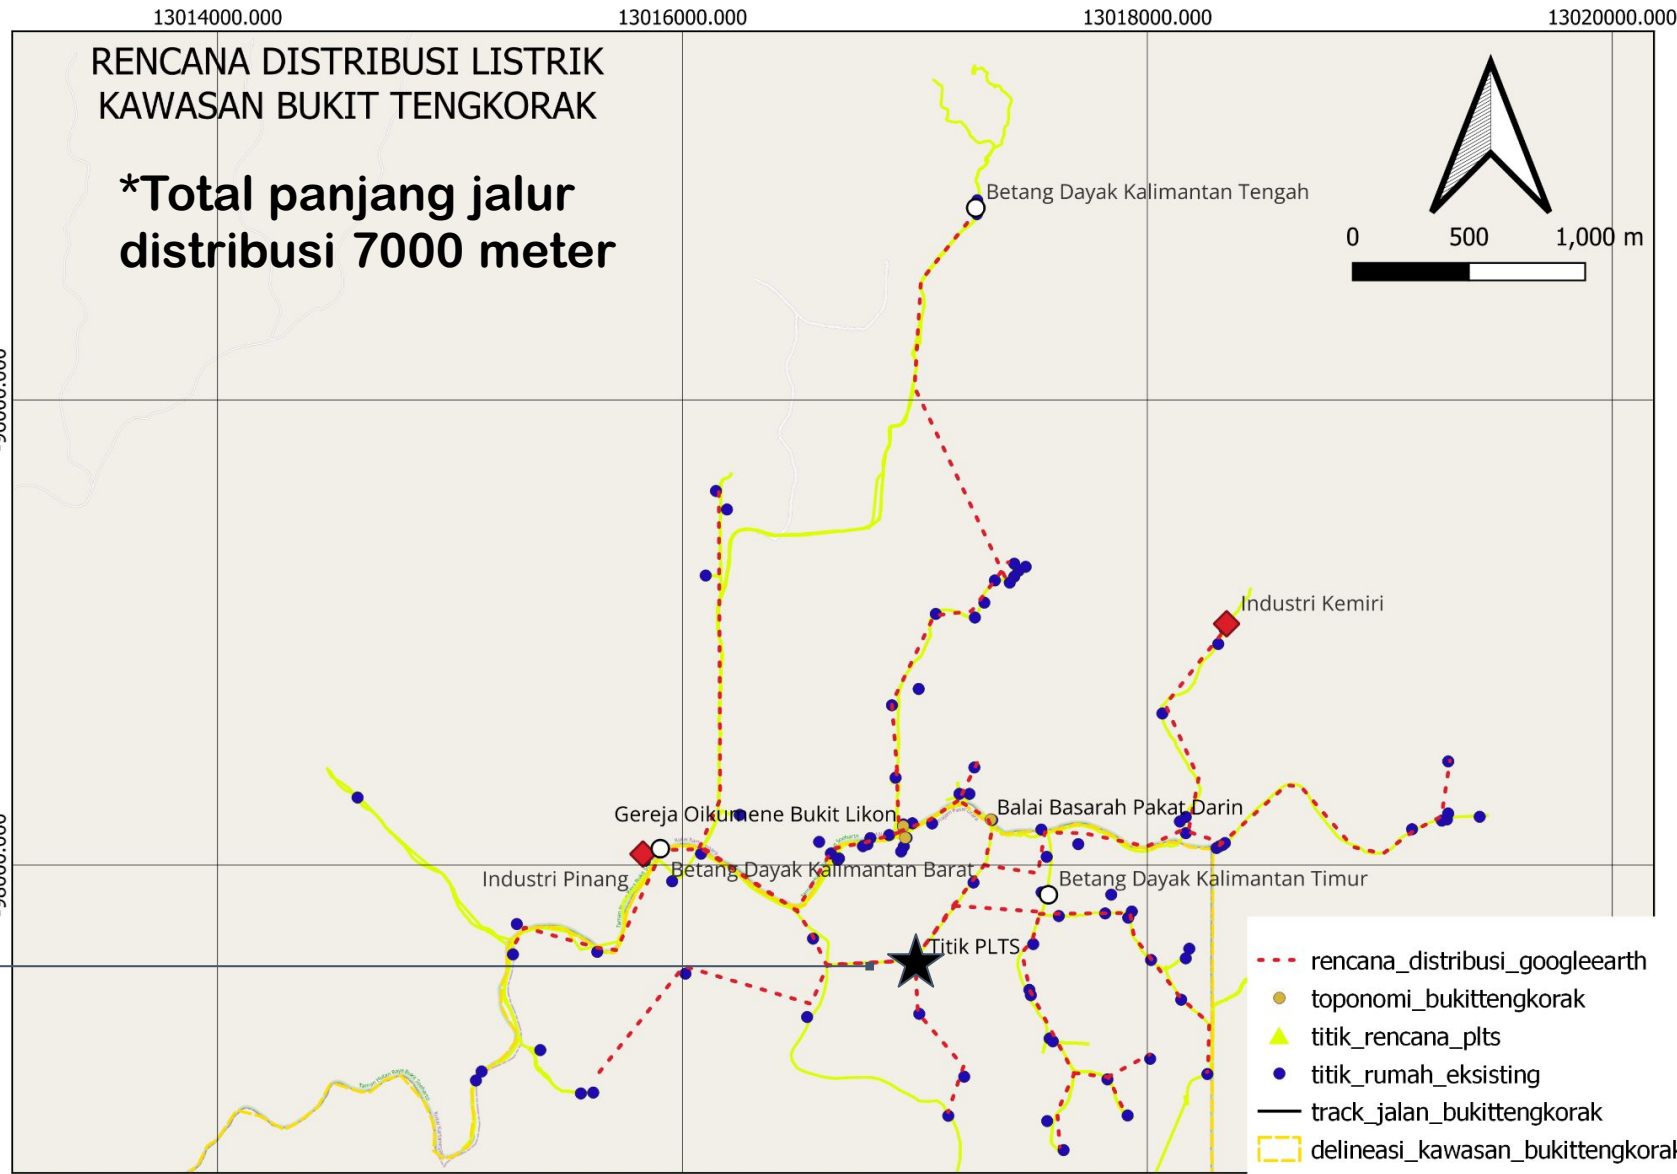 13014000.000
13016000.000
13018000.000
13020000.000
RENCANA DISTRIBUSI LISTRIK
KAWASAN BUKIT TENGKORAK
*Total panjang jalur
distribusi 7000 meter
0 500 1,000 m
Betang Dayak Kalimantan Tengah
Industri Kemiri
Gereja Oikumene Bukit Likon
Balai Basarah Pakat Darin
Industri Pinang
Betang Dayak Kalimantan Barat
Betang Dayak Kalimantan Timur
Titik PLTS
rencana_distribusi_googleearth
toponomi_bukittengkorak
titik_rencana_plts
titik_rumah_eksisting
track_jalan_bukittengkorak
delineasi_kawasan_bukittengkorak